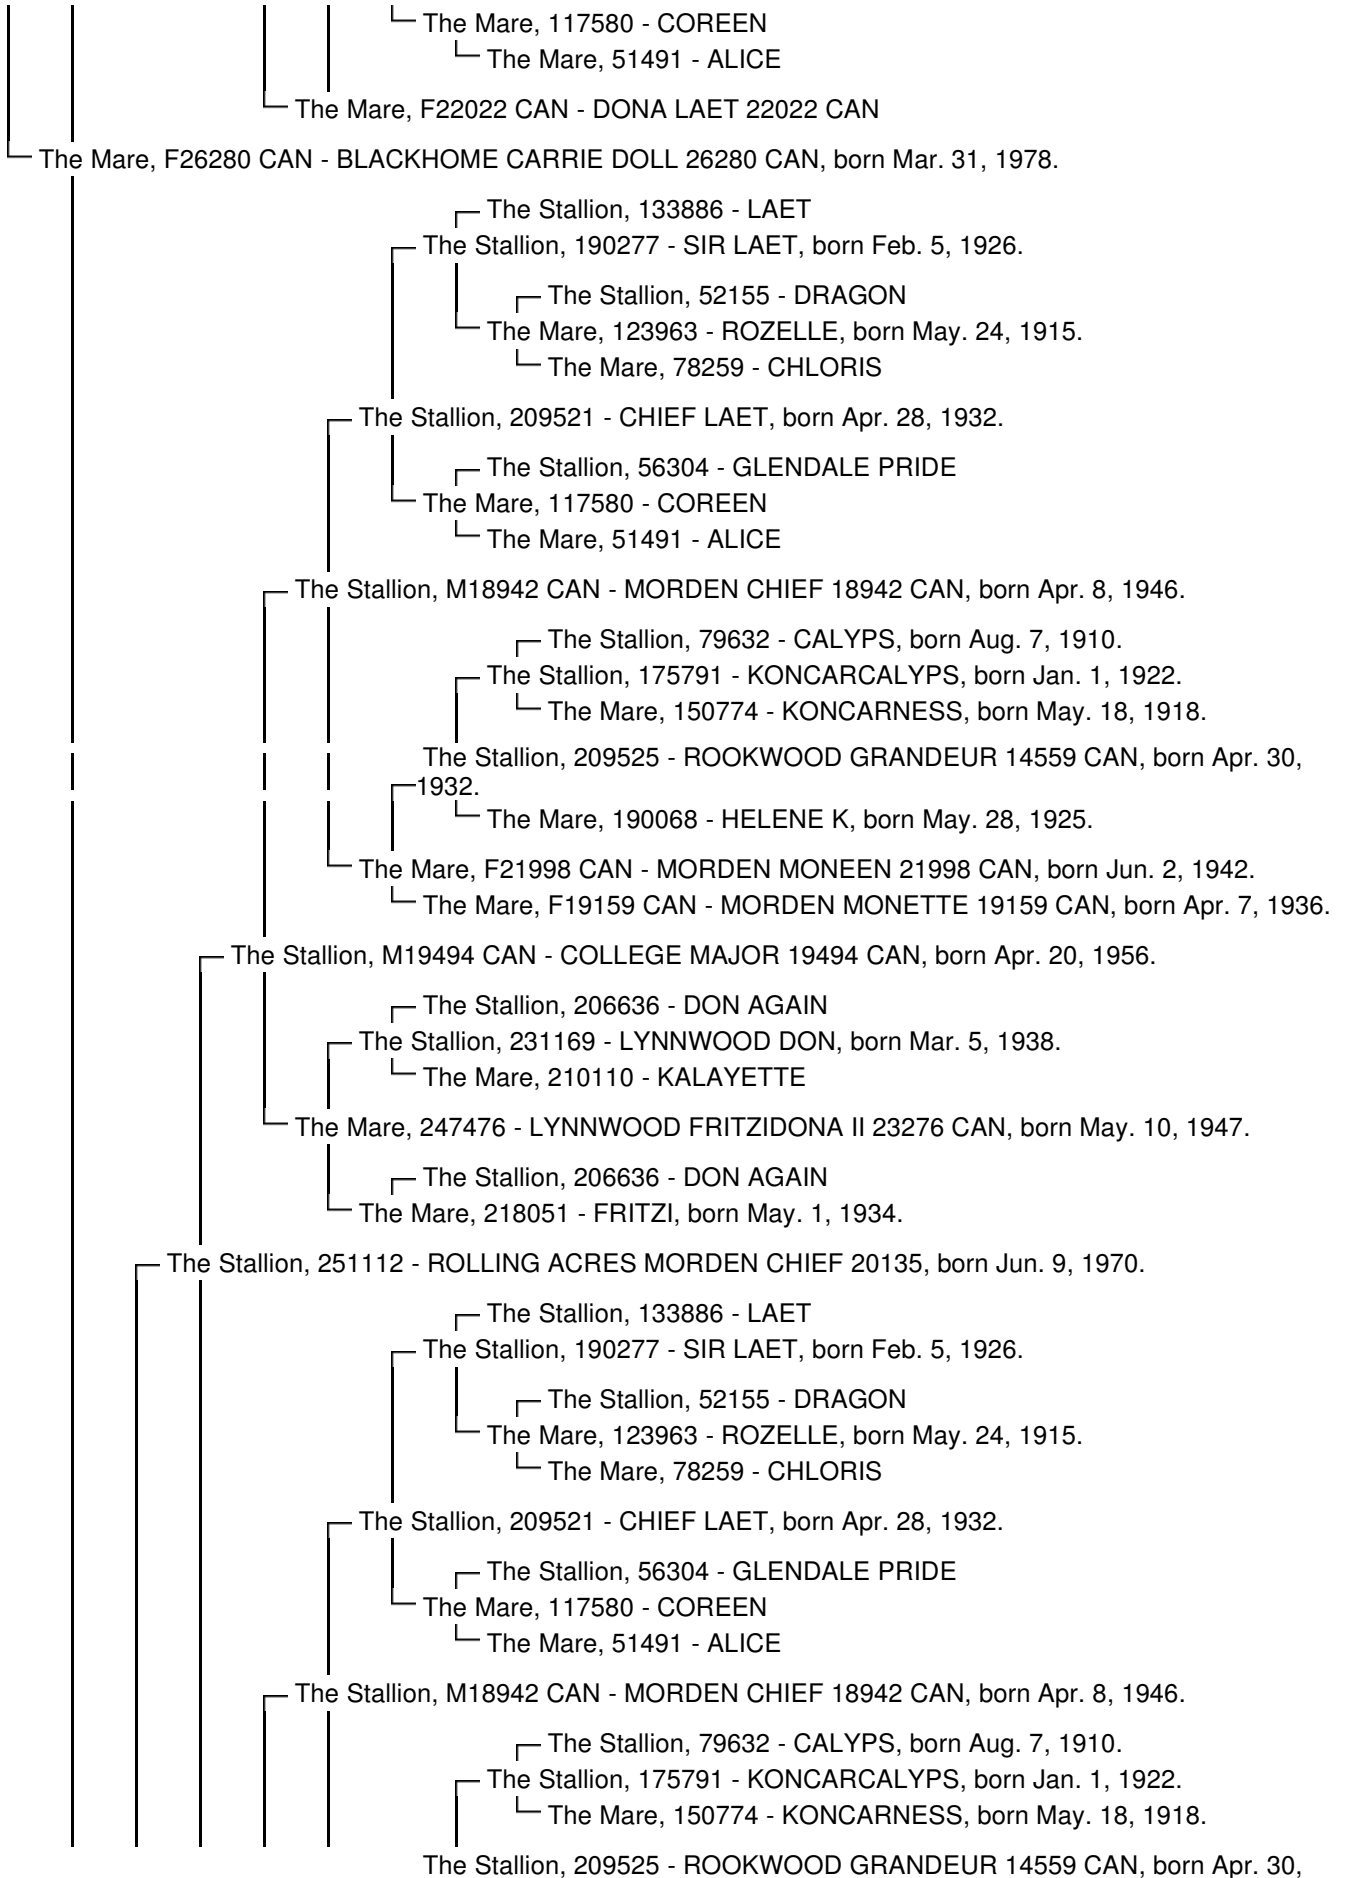 The Mare, 117580 - COREEN
The Mare, 51491 - ALICE
The Mare, F22022 CAN - DONA LAET 22022 CAN
The Mare, F26280 CAN - BLACKHOME CARRIE DOLL 26280 CAN, born Mar. 31, 1978.
The Stallion, 133886 - LAET
The Stallion, 190277 - SIR LAET, born Feb. 5, 1926.
The Stallion, 52155 - DRAGON
The Mare, 123963 - ROZELLE, born May. 24, 1915.
The Mare, 78259 - CHLORIS
The Stallion, 209521 - CHIEF LAET, born Apr. 28, 1932.
The Stallion, 56304 - GLENDALE PRIDE
The Mare, 117580 - COREEN
The Mare, 51491 - ALICE
The Stallion, M18942 CAN - MORDEN CHIEF 18942 CAN, born Apr. 8, 1946.
The Stallion, 79632 - CALYPS, born Aug. 7, 1910.
The Stallion, 175791 - KONCARCALYPS, born Jan. 1, 1922.
The Mare, 150774 - KONCARNESS, born May. 18, 1918.
The Stallion, 209525 - ROOKWOOD GRANDEUR 14559 CAN, born Apr. 30,
1932.
The Mare, 190068 - HELENE K, born May. 28, 1925.
The Mare, F21998 CAN - MORDEN MONEEN 21998 CAN, born Jun. 2, 1942.
The Mare, F19159 CAN - MORDEN MONETTE 19159 CAN, born Apr. 7, 1936.
The Stallion, M19494 CAN - COLLEGE MAJOR 19494 CAN, born Apr. 20, 1956.
The Stallion, 206636 - DON AGAIN
The Stallion, 231169 - LYNNWOOD DON, born Mar. 5, 1938.
The Mare, 210110 - KALAYETTE
The Mare, 247476 - LYNNWOOD FRITZIDONA II 23276 CAN, born May. 10, 1947.
The Stallion, 206636 - DON AGAIN
The Mare, 218051 - FRITZI, born May. 1, 1934.
The Stallion, 251112 - ROLLING ACRES MORDEN CHIEF 20135, born Jun. 9, 1970.
The Stallion, 133886 - LAET
The Stallion, 190277 - SIR LAET, born Feb. 5, 1926.
The Stallion, 52155 - DRAGON
The Mare, 123963 - ROZELLE, born May. 24, 1915.
The Mare, 78259 - CHLORIS
The Stallion, 209521 - CHIEF LAET, born Apr. 28, 1932.
The Stallion, 56304 - GLENDALE PRIDE
The Mare, 117580 - COREEN
The Mare, 51491 - ALICE
The Stallion, M18942 CAN - MORDEN CHIEF 18942 CAN, born Apr. 8, 1946.
The Stallion, 79632 - CALYPS, born Aug. 7, 1910.
The Stallion, 175791 - KONCARCALYPS, born Jan. 1, 1922.
The Mare, 150774 - KONCARNESS, born May. 18, 1918.
The Stallion, 209525 - ROOKWOOD GRANDEUR 14559 CAN, born Apr. 30,